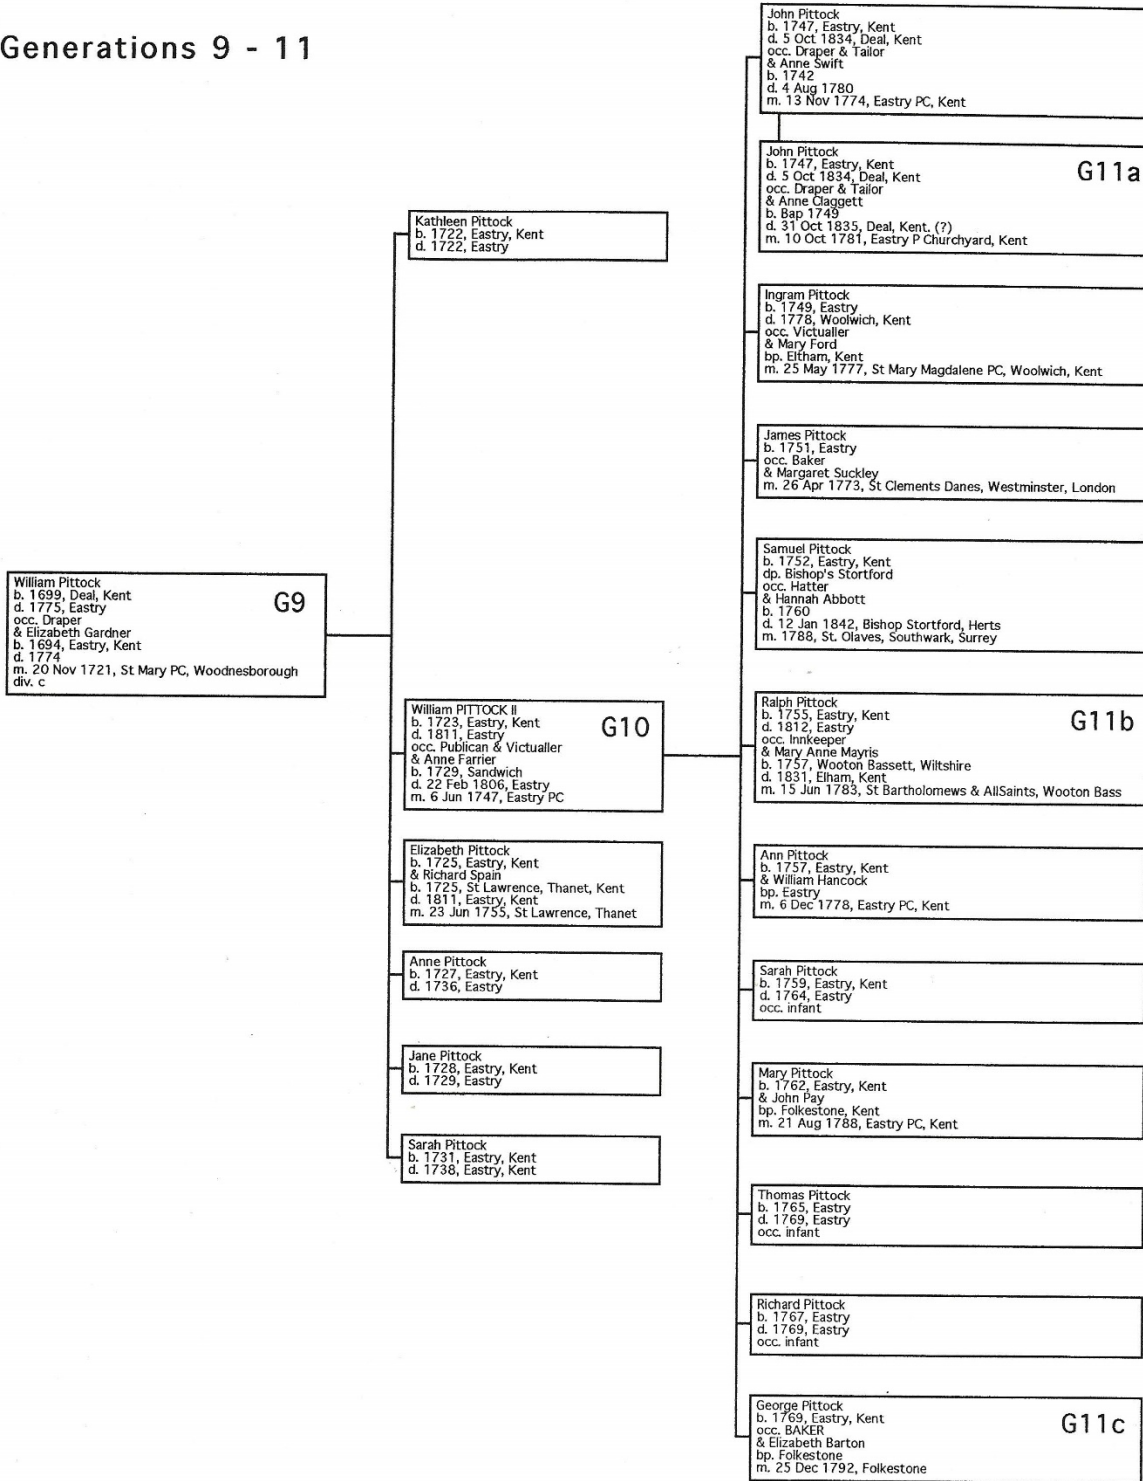 Generations 9 - 11
William Pittock
b. 1699, Deal, Kent
d. 1775, Eastry
occ. Draper
& Elizabeth Gardner
b. 1694, Eastry, Kent
d. 1774
m. 20 Nov 1721, St Mary PC, Woodnesborough
div. c
G9
Kathleen Pittock
b. 1722, Eastry, Kent
d. 1722, Eastry
William PITTOCK II
b. 1723, Eastry, Kent
d. 1811, Eastry
occ. Publican & Victualler
& Anne Farrier
b. 1729, Sandwich
d. 22 Feb 1806, Eastry
m. 6 Jun 1747, Eastry PC
G10
Elizabeth Pittock
b. 1725, Eastry, Kent
& Richard Spain
b. 1725, St Lawrence, Thanet, Kent
d. 1811, Eastry, Kent
m. 23 Jun 1755, St Lawrence, Thanet
Anne Pittock
b. 1727, Eastry, Kent
d. 1736, Eastry
Jane Pittock
b. 1728, Eastry, Kent
d. 1729, Eastry
Sarah Pittock
b. 1731, Eastry, Kent
d. 1738, Eastry, Kent
John Pittock
b. 1747, Eastry, Kent
d. 5 Oct 1834, Deal, Kent
occ. Draper & Tailor
& Anne Swift
b. 1742
d. 4 Aug 1780
m. 13 Nov 1774, Eastry PC, Kent
John Pittock
b. 1747, Eastry, Kent
d. 5 Oct 1834, Deal, Kent
occ. Draper & Tailor
& Anne Claggett
b. Bap 1749
d. 31 Oct 1835, Deal, Kent. (?)
m. 10 Oct 1781, Eastry P Churchyard, Kent
G11a
Ingram Pittock
b. 1749, Eastry
d. 1778, Woolwich, Kent
occ. Victualler
& Mary Ford
bp. Eltham, Kent
m. 25 May 1777, St Mary Magdalene PC, Woolwich, Kent
James Pittock
b. 1751, Eastry
occ. Baker
& Margaret Suckley
m. 26 Apr 1773, St Clements Danes, Westminster, London
Samuel Pittock
b. 1752, Eastry, Kent
dp. Bishop's Stortford
occ. Hatter
& Hannah Abbott
b. 1760
d. 12 Jan 1842, Bishop Stortford, Herts
m. 1788, St. Olaves, Southwark, Surrey
Ralph Pittock
b. 1755, Eastry, Kent
d. 1812, Eastry
occ. Innkeeper
& Mary Anne Mayris
b. 1757, Wooton Bassett, Wiltshire
d. 1831, Elham, Kent
m. 15 Jun 1783, St Bartholomews & AllSaints, Wooton Bass
G11b
Ann Pittock
b. 1757, Eastry, Kent
& William Hancock
bp. Eastry
m. 6 Dec 1778, Eastry PC, Kent
Sarah Pittock
b. 1759, Eastry, Kent
d. 1764, Eastry
occ. infant
Mary Pittock
b. 1762, Eastry, Kent
& John Pay
bp. Folkestone, Kent
m. 21 Aug 1788, Eastry PC, Kent
Thomas Pittock
b. 1765, Eastry
d. 1769, Eastry
occ. infant
Richard Pittock
b. 1767, Eastry
d. 1769, Eastry
occ. infant
George Pittock
b. 1769, Eastry, Kent
occ. BAKER
& Elizabeth Barton
bp. Folkestone
m. 25 Dec 1792, Folkestone
G11c